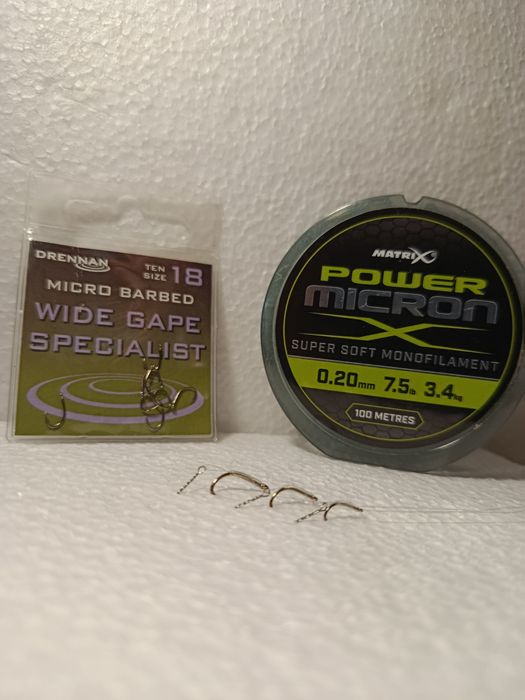 DRENNAN
TEN
SIZE 18
MICRO BARBED
WIDE GAPE
SPECIALIST
MATRIX
POWER
MICRON
X
SUPER SOFT MONOFILAMENT
0.20mm 7.5lb 3.4kg
100 METRES